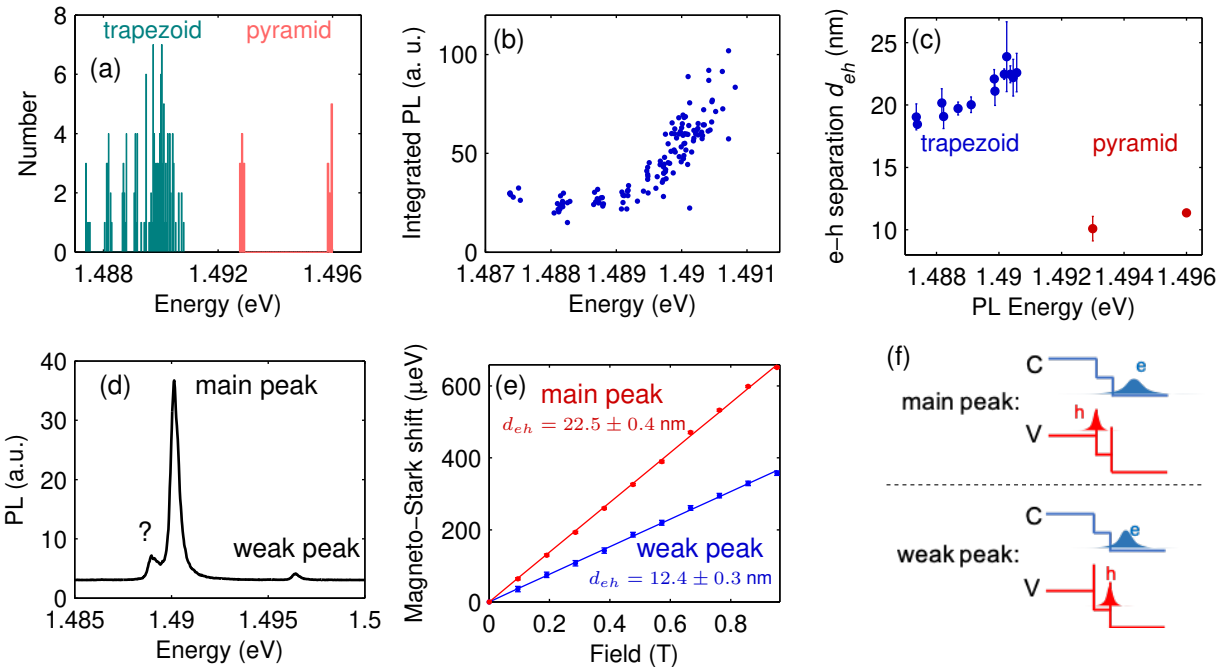 (a)
trapezoid pyramid
Number
8
6
4
2
0
1.488 1.492 1.496
Energy (eV)
(b)
Integrated PL (a. u.)
100
50
0
1.487 1.488 1.489 1.49 1.491
Energy (eV)
(c)
e−h separation d_eh (nm)
25
20
15
10
trapezoid pyramid
1.488 1.49 1.492 1.494 1.496
PL Energy (eV)
(d)
PL (a.u.)
40
30
20
10
0
main peak
?
weak peak
1.485 1.49 1.495 1.5
Energy (eV)
(e)
Magneto−Stark shift (µeV)
600
400
200
0
main peak
d_eh = 22.5 ± 0.4 nm
weak peak
d_eh = 12.4 ± 0.3 nm
0 0.2 0.4 0.6 0.8
Field (T)
(f)
C
e
main peak:
h
V
C
e
weak peak:
h
V